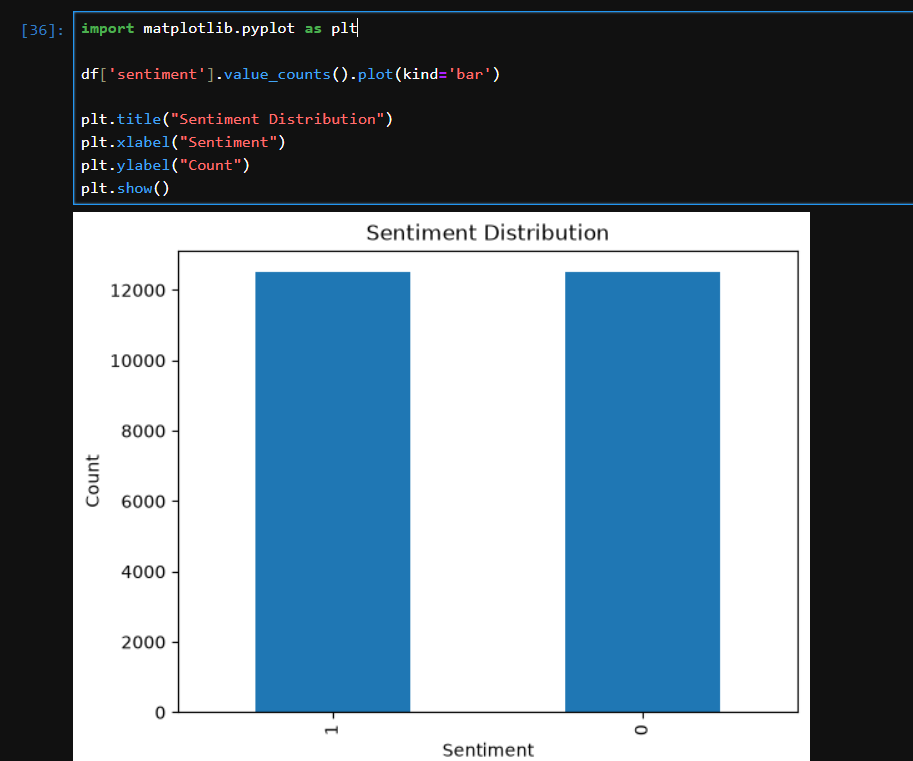 [36]:
import matplotlib.pyplot as plt
df['sentiment'].value_counts().plot(kind='bar')
plt.title("Sentiment Distribution")
plt.xlabel("Sentiment")
plt.ylabel("Count")
plt.show()
Sentiment Distribution
12000
10000
8000
6000
4000
2000
0
Count
1
0
Sentiment